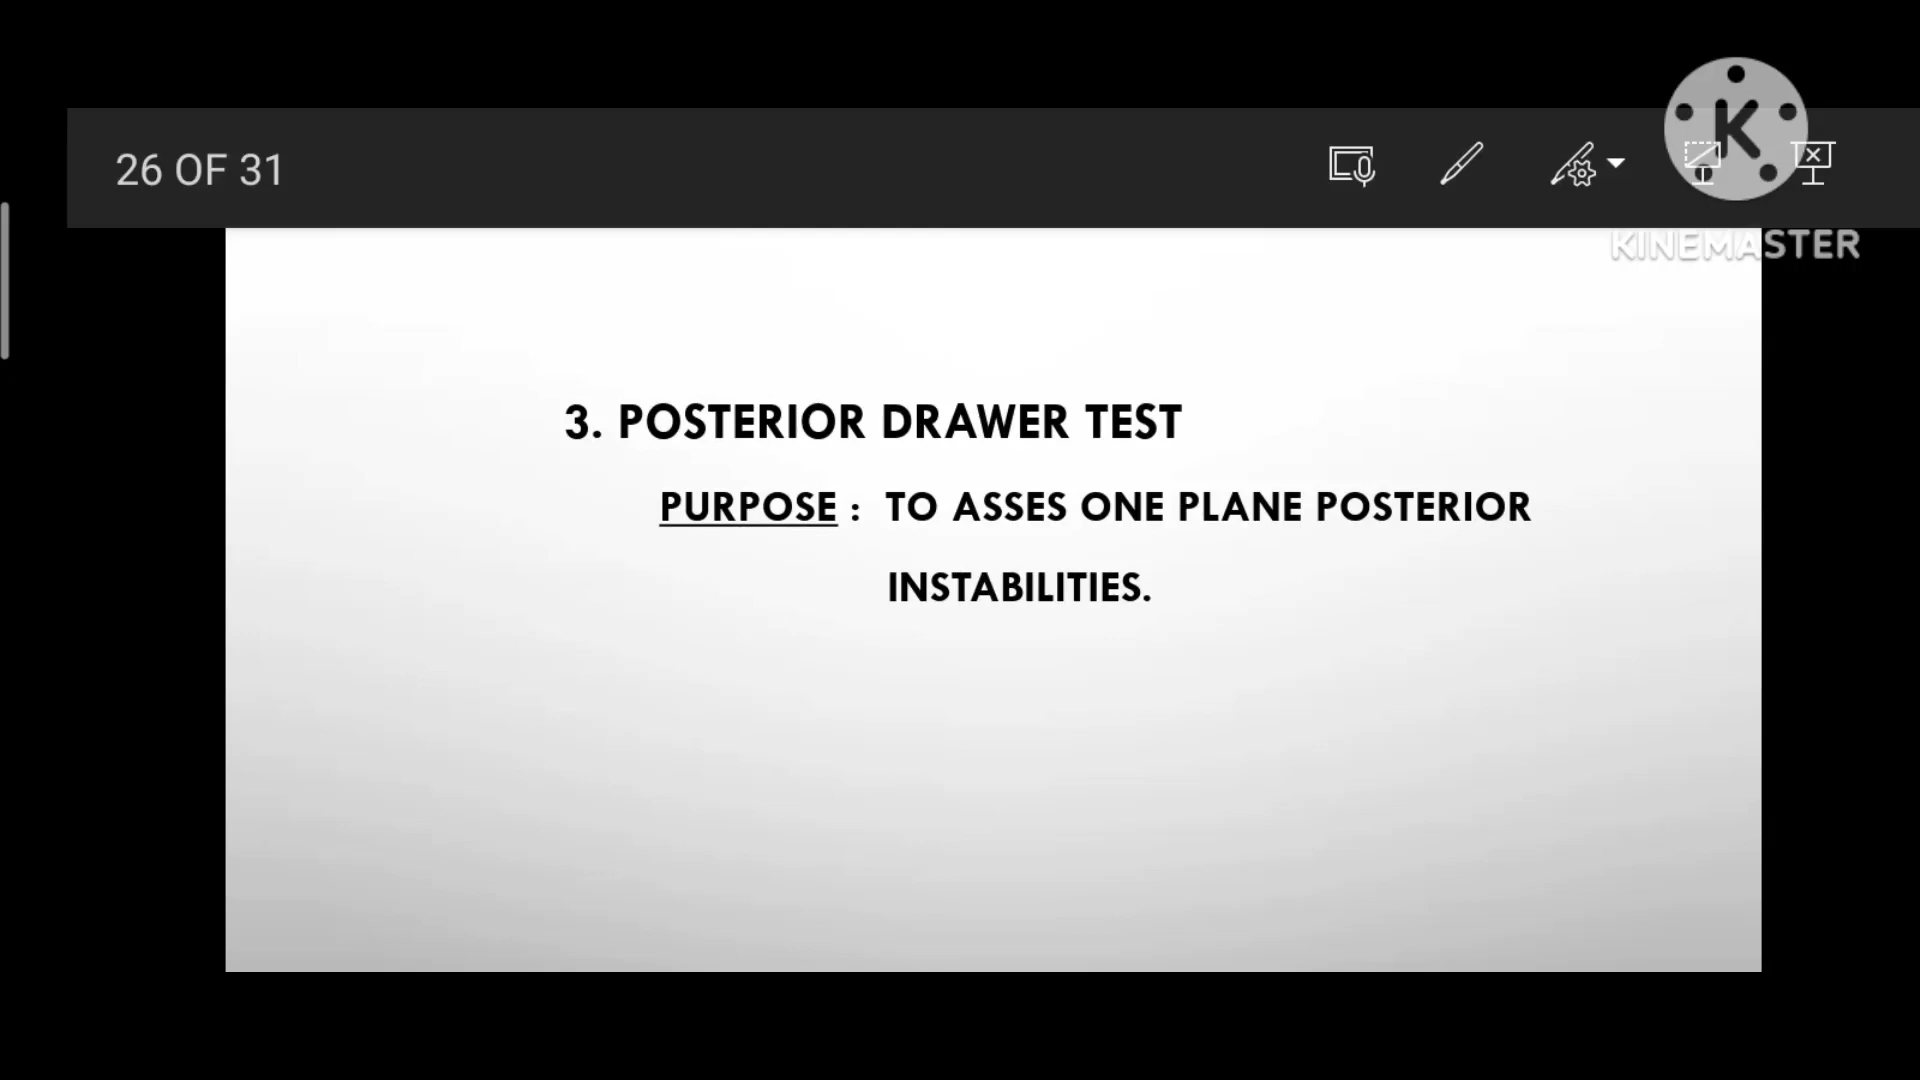 26 OF 31
K
KINEMASTER
3. POSTERIOR DRAWER TEST
PURPOSE : TO ASSES ONE PLANE POSTERIOR
INSTABILITIES.